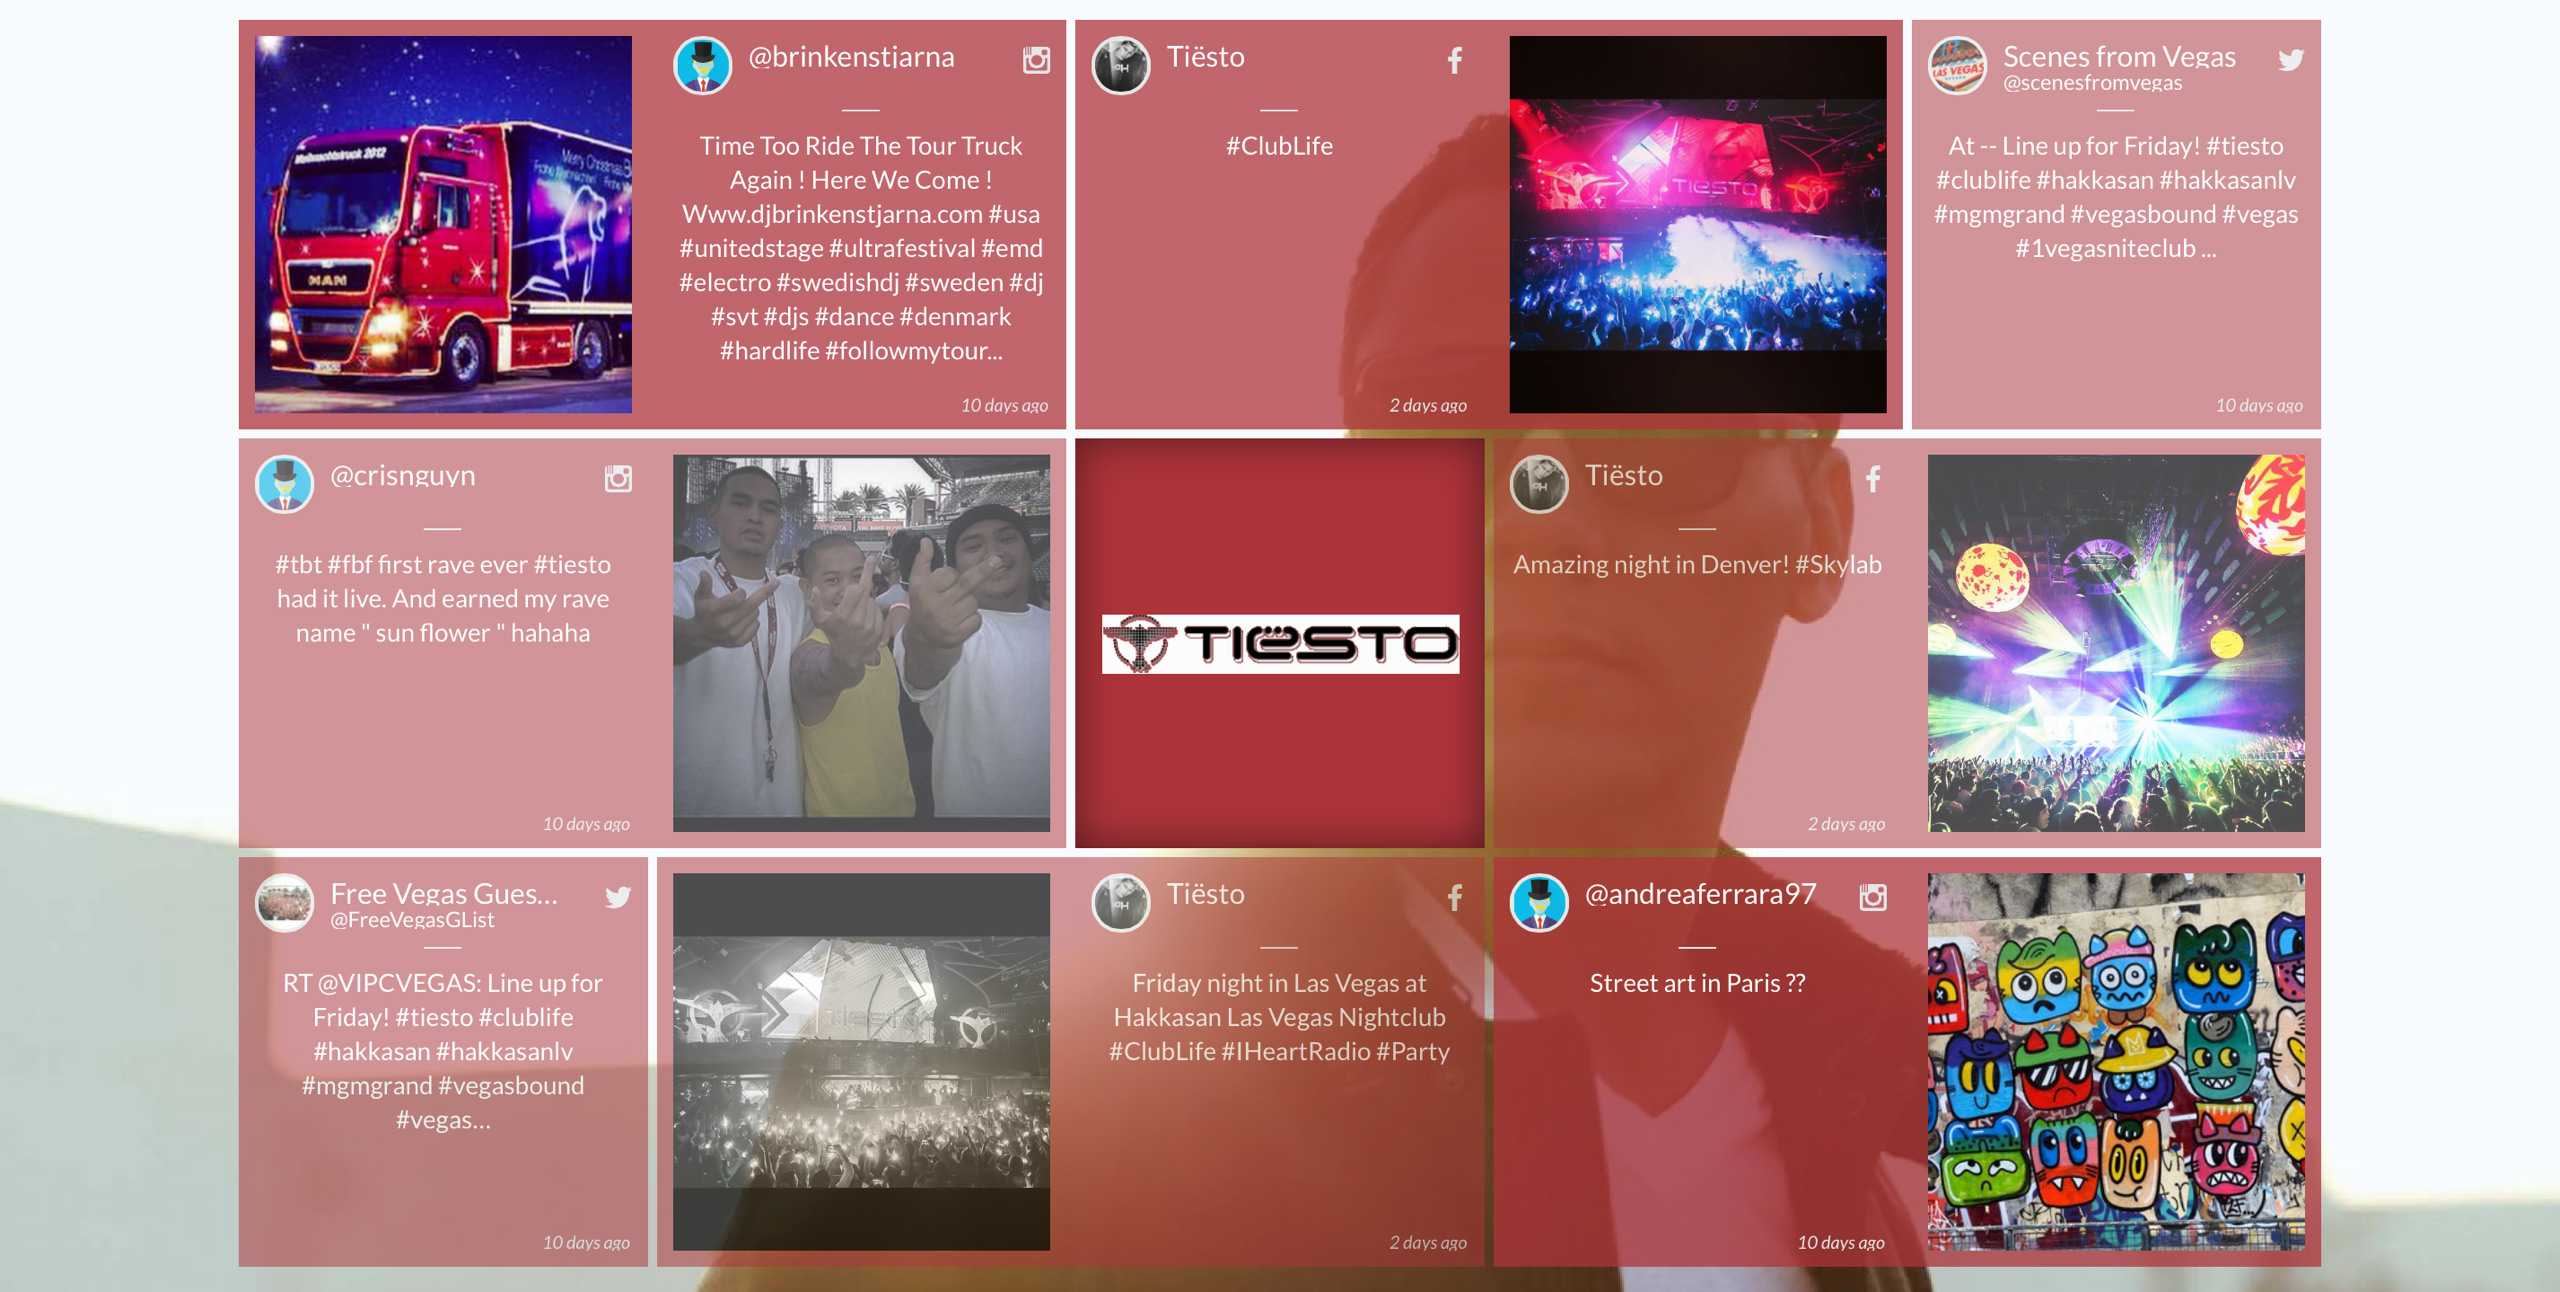 Weihnachtstruck 2012
Merry Christmas
MAN
@brinkenstjarna
Time Too Ride The Tour Truck
Again ! Here We Come !
Www.djbrinkenstjarna.com #usa
#unitedstage #ultrafestival #emd
#electro #swedishdj #sweden #dj
#svt #djs #dance #denmark
#hardlife #followmytour...
10 days ago
Tiësto
#ClubLife
2 days ago
TIËSTO
Scenes from Vegas
@scenesfromvegas
LAS VEGAS
At -- Line up for Friday! #tiesto
#clublife #hakkasan #hakkasanlv
#mgmgrand #vegasbound #vegas
#1vegasniteclub ...
10 days ago
@crisnguyn
#tbt #fbf first rave ever #tiesto
had it live. And earned my rave
name " sun flower " hahaha
10 days ago
TIËSTO
Tiësto
Amazing night in Denver! #Skylab
2 days ago
Free Vegas Gues...
@FreeVegasGList
RT @VIPCVEGAS: Line up for
Friday! #tiesto #clublife
#hakkasan #hakkasanlv
#mgmgrand #vegasbound
#vegas...
10 days ago
TIËSTO
Tiësto
Friday night in Las Vegas at
Hakkasan Las Vegas Nightclub
#ClubLife #IHeartRadio #Party
2 days ago
@andreaferrara97
Street art in Paris ??
10 days ago